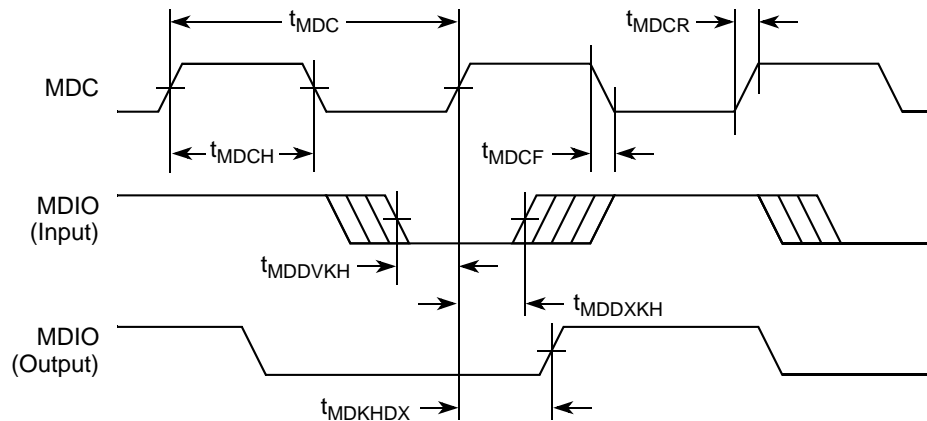 tMDC
tMDCR
MDC
tMDCH
tMDCF
MDIO
(Input)
tMDDVKH
tMDDXKH
MDIO
(Output)
tMDKHDX